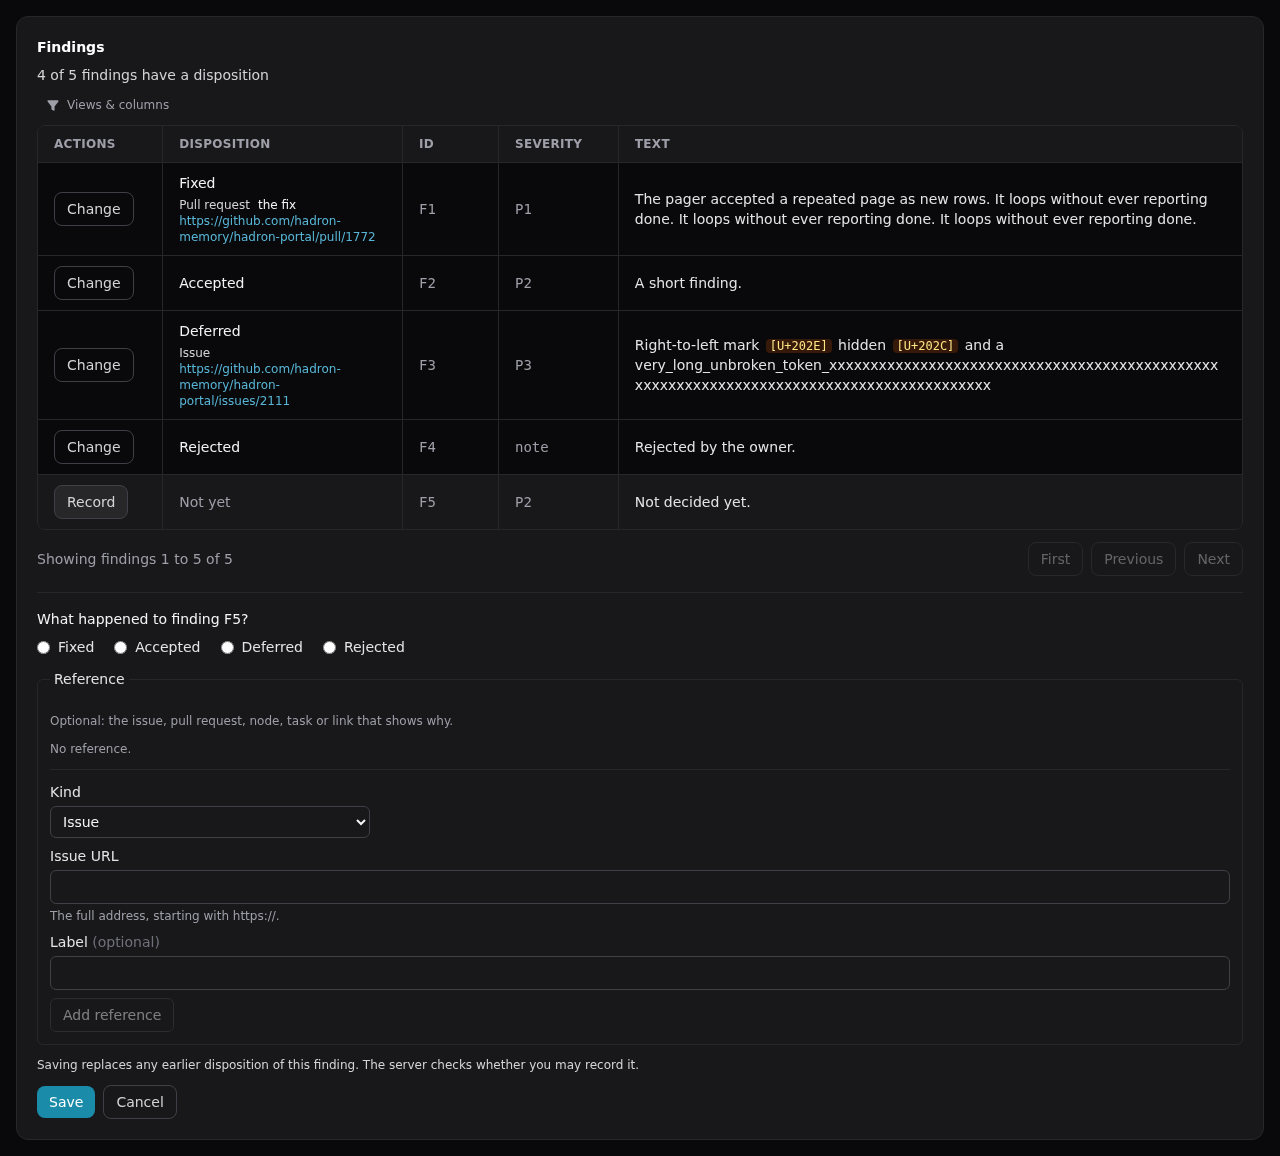 Findings
4 of 5 findings have a disposition
Views & columns
ACTIONS DISPOSITION ID SEVERITY TEXT
Change Fixed F1 P1 The pager accepted a repeated page as new rows. It loops without ever reporting
Pull request the fix done. It loops without ever reporting done. It loops without ever reporting done.
https://github.com/hadron-
memory/hadron-portal/pull/1772
Change Accepted F2 P2 A short finding.
Change Deferred F3 P3 Right-to-left mark [U+202E] hidden [U+202C] and a
Issue very_long_unbroken_token_xxxxxxxxxxxxxxxxxxxxxxxxxxxxxxxxxxxxxxxxxxxxxxx
https://github.com/hadron- xxxxxxxxxxxxxxxxxxxxxxxxxxxxxxxxxxxxxxxxxxx
memory/hadron-
portal/issues/2111
Change Rejected F4 note Rejected by the owner.
Record Not yet F5 P2 Not decided yet.
Showing findings 1 to 5 of 5 First Previous Next
What happened to finding F5?
Fixed Accepted Deferred Rejected
Reference
Optional: the issue, pull request, node, task or link that shows why.
No reference.
Kind
Issue
Issue URL
The full address, starting with https://.
Label (optional)
Add reference
Saving replaces any earlier disposition of this finding. The server checks whether you may record it.
Save Cancel